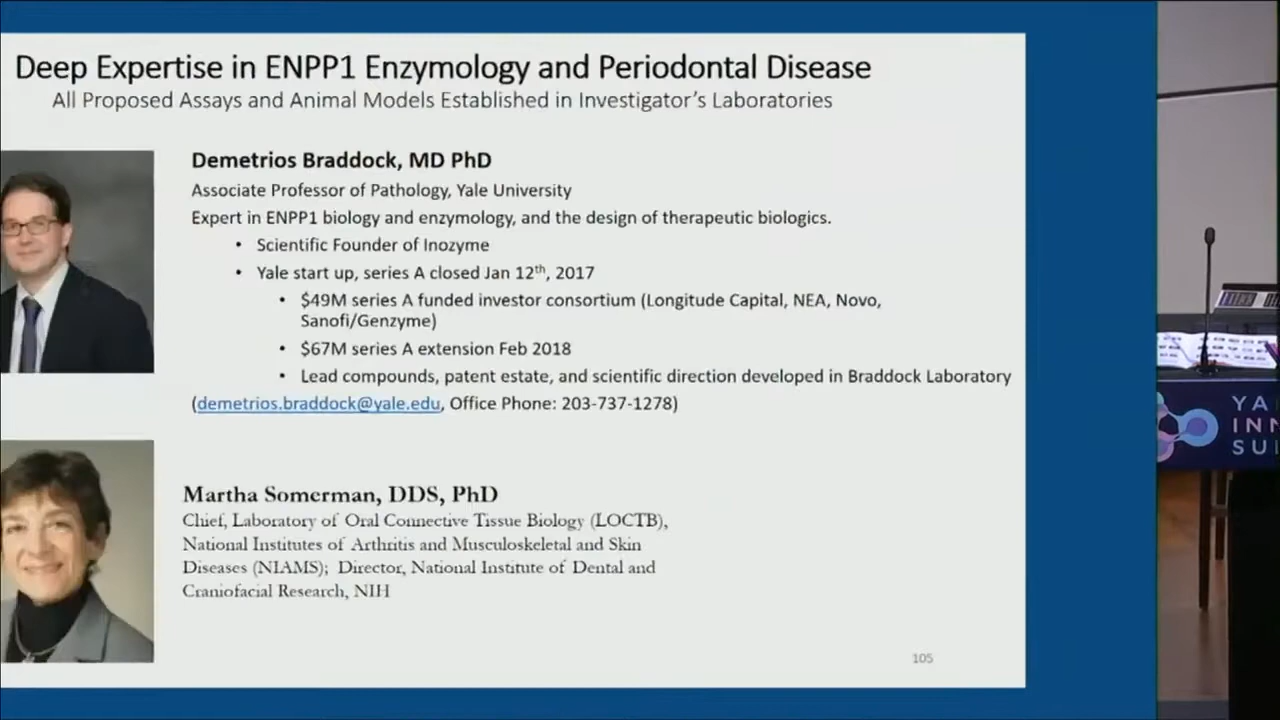 Deep Expertise in ENPP1 Enzymology and Periodontal Disease
All Proposed Assays and Animal Models Established in Investigator's Laboratories
Demetrios Braddock, MD PhD
Associate Professor of Pathology, Yale University
Expert in ENPP1 biology and enzymology, and the design of therapeutic biologics.
• Scientific Founder of Inozyme
• Yale start up, series A closed Jan 12th, 2017
• $49M series A funded investor consortium (Longitude Capital, NEA, Novo,
Sanofi/Genzyme)
• $67M series A extension Feb 2018
• Lead compounds, patent estate, and scientific direction developed in Braddock Laboratory
(demetrios.braddock@yale.edu, Office Phone: 203-737-1278)
Martha Somerman, DDS, PhD
Chief, Laboratory of Oral Connective Tissue Biology (LOCTB),
National Institutes of Arthritis and Musculoskeletal and Skin
Diseases (NIAMS); Director, National Institute of Dental and
Craniofacial Research, NIH
105
YA
INN
SU